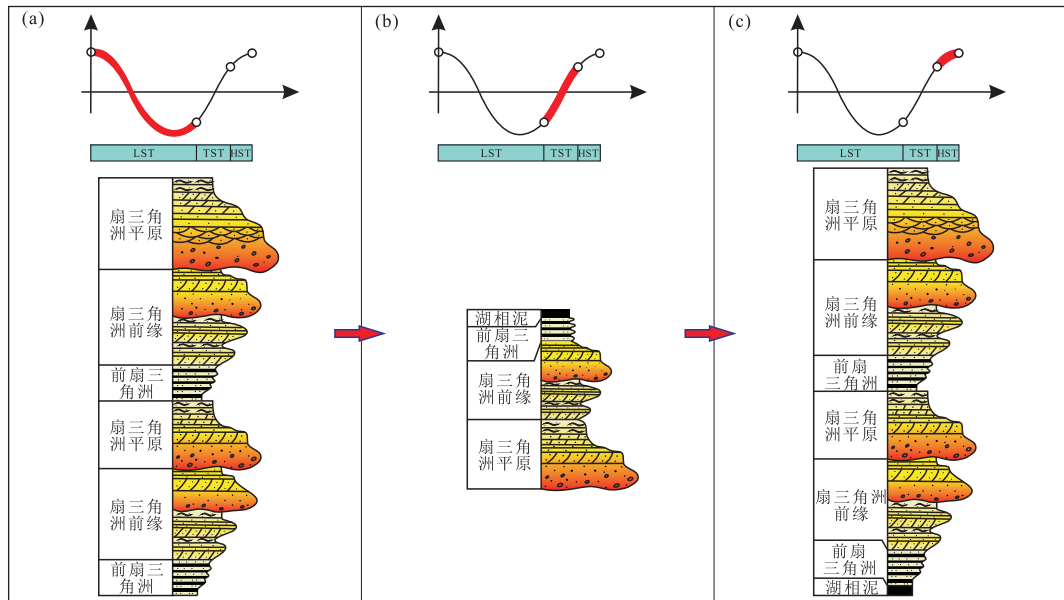 (a)
LST
TST
HST
扇三角
洲平原
扇三角
洲前缘
前扇三
角洲
扇三角
洲平原
扇三角
洲前缘
前扇三
角洲
(b)
LST
TST
HST
湖相泥
前扇三
角洲
扇三角
洲前缘
扇三角
洲平原
(c)
LST
TST
HST
扇三角
洲平原
扇三角
洲前缘
前扇
三角洲
扇三角
洲平原
扇三角洲
前缘
前扇
三角洲
湖相泥